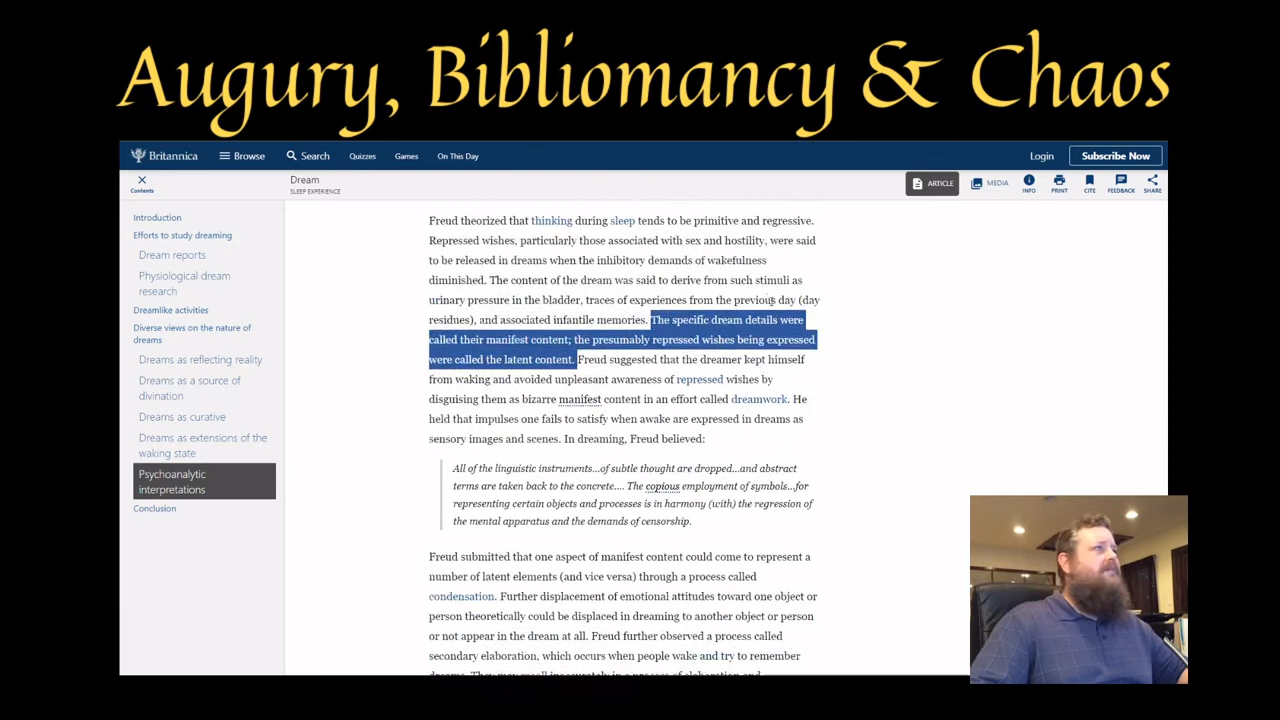 Augury, Bibliomancy & Chaos
Britannica
Browse
Search
Quizzes
Games
On This Day
Login
Subscribe Now
Contents
Dream
SLEEP EXPERIENCE
ARTICLE
MEDIA
INFO
PRINT
CITE
FEEDBACK
SHARE
Introduction
Efforts to study dreaming
Dream reports
Physiological dream
research
Dreamlike activities
Diverse views on the nature of
dreams
Dreams as reflecting reality
Dreams as a source of
divination
Dreams as curative
Dreams as extensions of the
waking state
Psychoanalytic
interpretations
Conclusion
Freud theorized that thinking during sleep tends to be primitive and regressive.
Repressed wishes, particularly those associated with sex and hostility, were said
to be released in dreams when the inhibitory demands of wakefulness
diminished. The content of the dream was said to derive from such stimuli as
urinary pressure in the bladder, traces of experiences from the previous day (day
residues), and associated infantile memories. The specific dream details were
called their manifest content; the presumably repressed wishes being expressed
were called the latent content. Freud suggested that the dreamer kept himself
from waking and avoided unpleasant awareness of repressed wishes by
disguising them as bizarre manifest content in an effort called dreamwork. He
held that impulses one fails to satisfy when awake are expressed in dreams as
sensory images and scenes. In dreaming, Freud believed:
All of the linguistic instruments...of subtle thought are dropped...and abstract
terms are taken back to the concrete.... The copious employment of symbols...for
representing certain objects and processes is in harmony (with) the regression of
the mental apparatus and the demands of censorship.
Freud submitted that one aspect of manifest content could come to represent a
number of latent elements (and vice versa) through a process called
condensation. Further displacement of emotional attitudes toward one object or
person theoretically could be displaced in dreaming to another object or person
or not appear in the dream at all. Freud further observed a process called
secondary elaboration, which occurs when people wake and try to remember